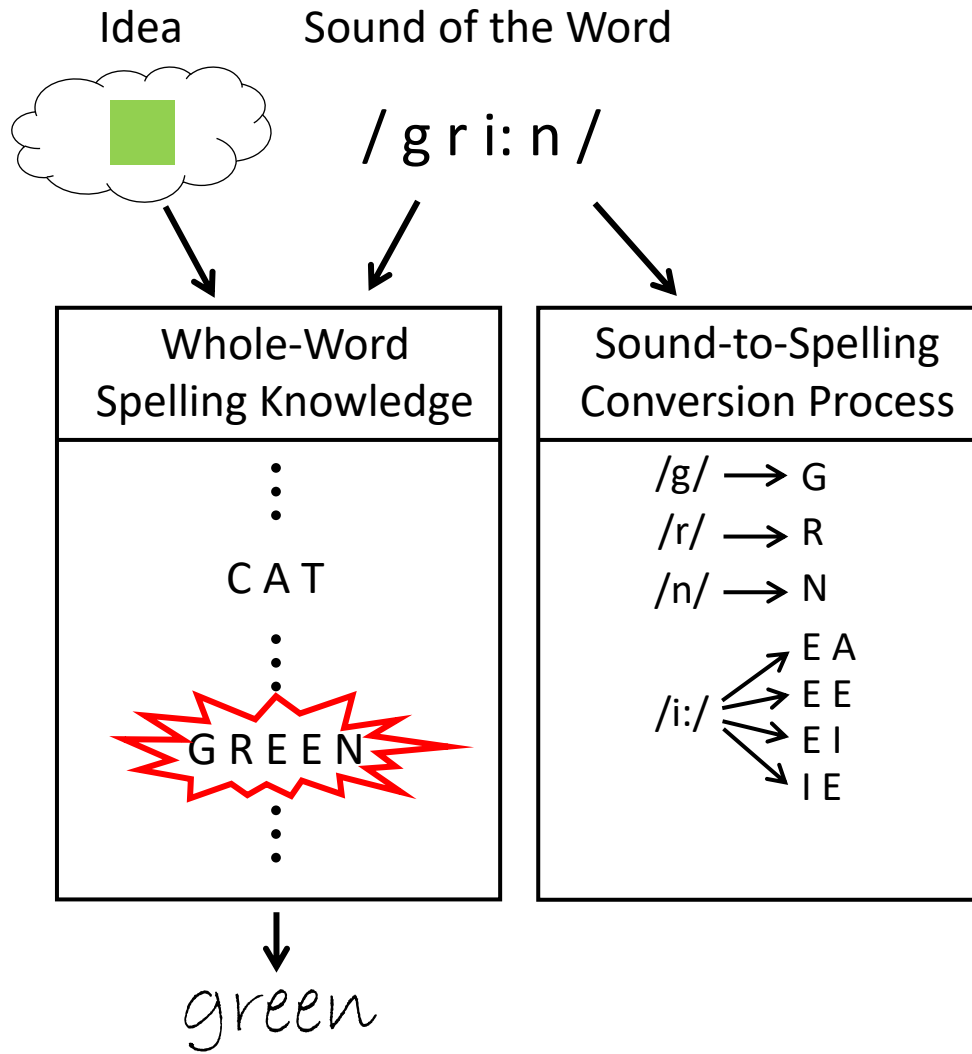 Idea
Sound of the Word
/ g r i: n /
Whole-Word
Spelling Knowledge
C A T
G R E E N
Sound-to-Spelling
Conversion Process
/g/ → G
/r/ → R
/n/ → N
/i:/
E A
E E
E I
I E
green